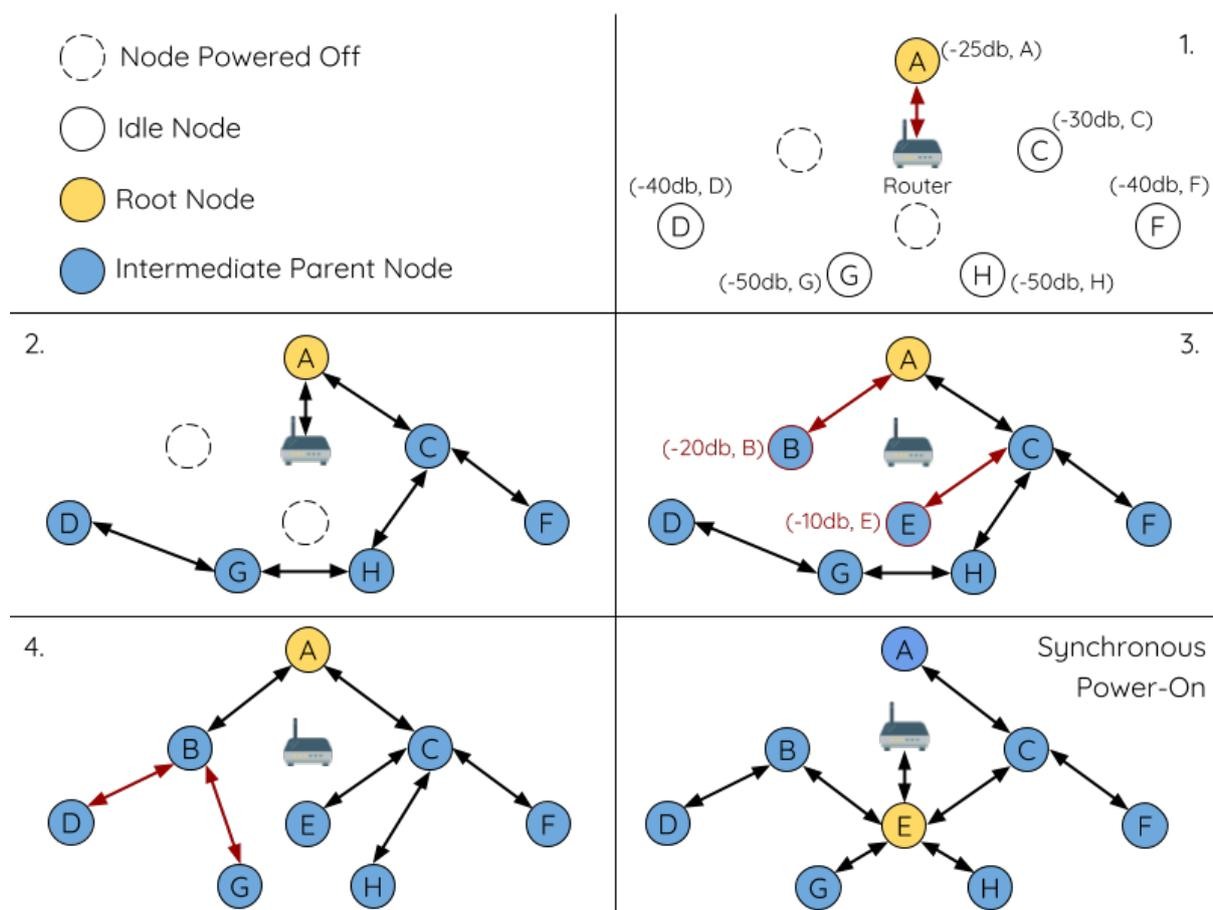 Node Powered Off
Idle Node
Root Node
Intermediate Parent Node
1.
A
(-25db, A)
(-30db, C)
C
Router
(-40db, D)
D
(-40db, F)
F
(-50db, G)
G
H
(-50db, H)
2.
A
C
D
F
G
H
3.
A
(-20db, B)
B
C
D
(-10db, E)
E
F
G
H
4.
A
B
C
D
E
F
G
H
Synchronous
Power-On
A
B
C
D
E
F
G
H